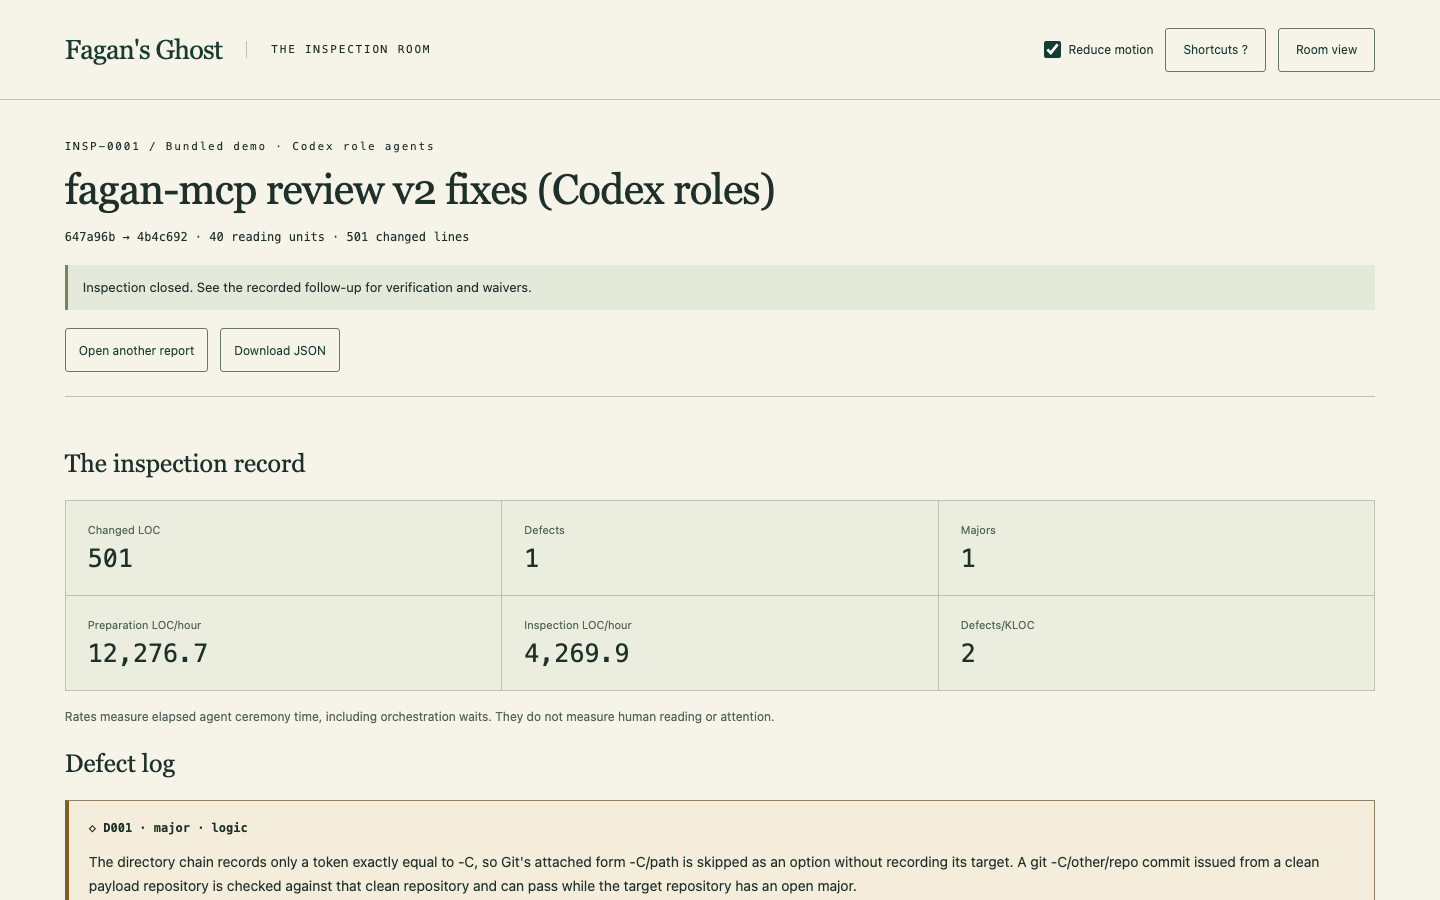 Fagan's Ghost
THE INSPECTION ROOM
Reduce motion
Shortcuts ?
Room view
INSP-0001 / Bundled demo · Codex role agents
fagan-mcp review v2 fixes (Codex roles)
647a96b → 4b4c692 · 40 reading units · 501 changed lines
Inspection closed. See the recorded follow-up for verification and waivers.
Open another report
Download JSON
The inspection record
Changed LOC
501
Defects
1
Majors
1
Preparation LOC/hour
12,276.7
Inspection LOC/hour
4,269.9
Defects/KLOC
2
Rates measure elapsed agent ceremony time, including orchestration waits. They do not measure human reading or attention.
Defect log
◇ D001 · major · logic
The directory chain records only a token exactly equal to -C, so Git's attached form -C/path is skipped as an option without recording its target. A git -C/other/repo commit issued from a clean
payload repository is checked against that clean repository and can pass while the target repository has an open major.